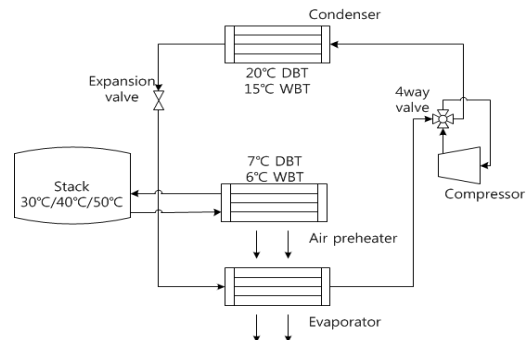 Condenser
20℃ DBT
15℃ WBT
Expansion
valve
4way
valve
Compressor
Stack
30℃/40℃/50℃
7℃ DBT
6℃ WBT
Air preheater
Evaporator